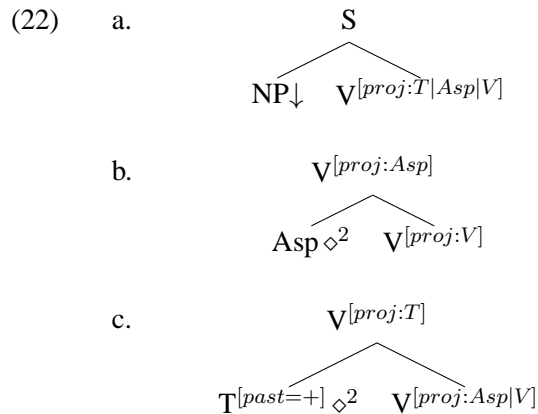 (22) a. S
NP↓ V[proj:T|Asp|V]
b. V[proj:Asp]
Asp ⋄2 V[proj:V]
c. V[proj:T]
T[past=+] ⋄2 V[proj:Asp|V]